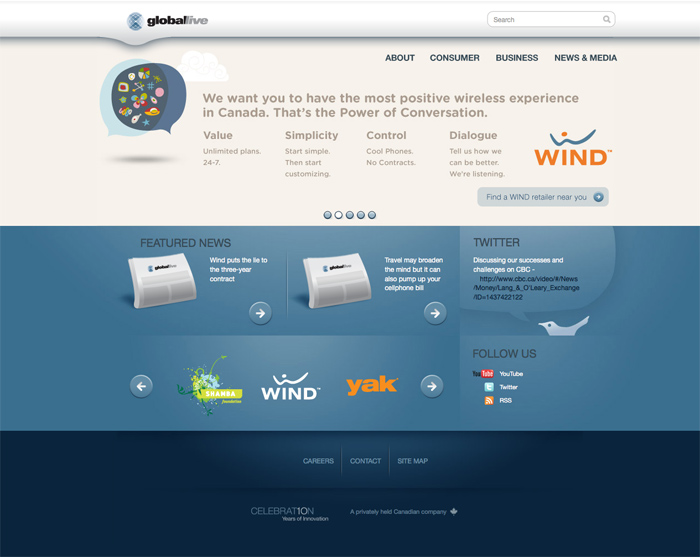 globalive
Search
ABOUT CONSUMER BUSINESS NEWS & MEDIA
We want you to have the most positive wireless experience
in Canada. That's the Power of Conversation.
Value
Unlimited plans.
24-7.
Simplicity
Start simple.
Then start
customizing.
Control
Cool Phones.
No Contracts.
Dialogue
Tell us how we
can be better.
We're listening.
WIND™
Find a WIND retailer near you
FEATURED NEWS
globalive
Wind puts the lie to
the three-year
contract
globalive
Travel may broaden
the mind but it can
also pump up your
cellphone bill
TWITTER
Discussing our successes and
challenges on CBC -
http://www.cbc.ca/video/#/News
/Money/Lang_&_O'Leary_Exchange
/ID=1437422122
SHAMBA
foundation
WIND™
yak
FOLLOW US
YouTube YouTube
Twitter
RSS
CAREERS CONTACT SITE MAP
CELEBRAT10N
Years of Innovation
A privately held Canadian company